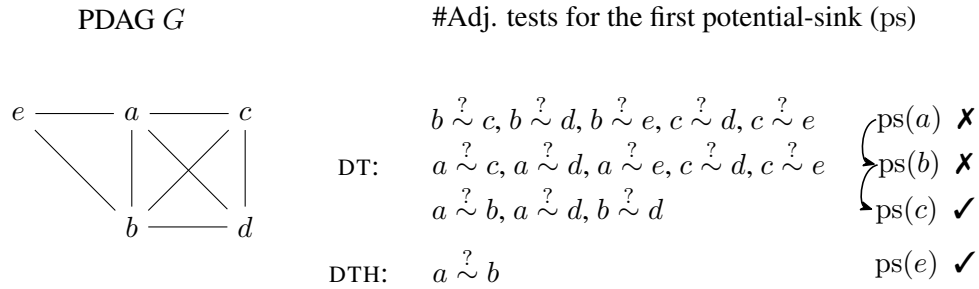 PDAG G
#Adj. tests for the first potential-sink (ps)
e a c
b d
b ?∼ c, b ?∼ d, b ?∼ e, c ?∼ d, c ?∼ e ps(a) ✗
DT: a ?∼ c, a ?∼ d, a ?∼ e, c ?∼ d, c ?∼ e ps(b) ✗
a ?∼ b, a ?∼ d, b ?∼ d ps(c) ✓
DTH: a ?∼ b ps(e) ✓